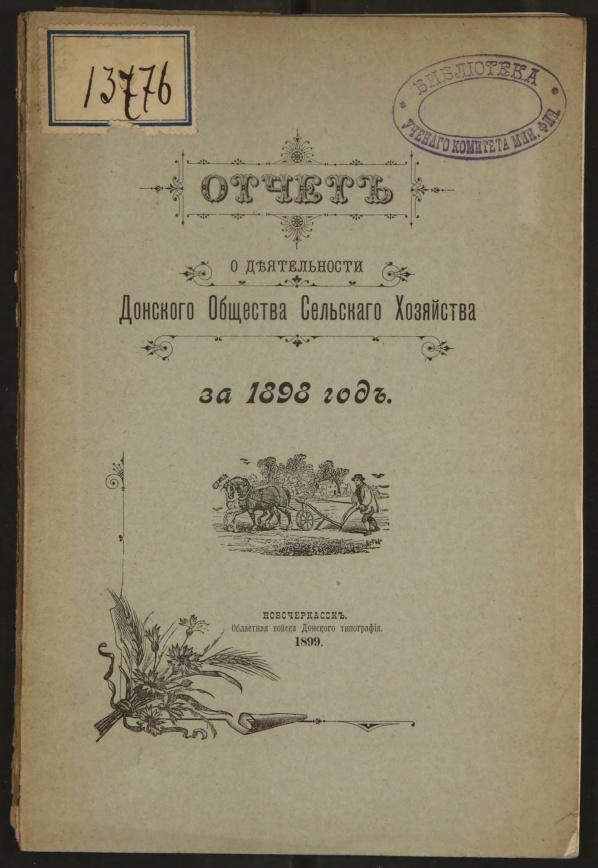 13776
БИБЛІОТЕКА
УЧЕНАГО КОМИТЕТА МИН. ФИН.
ОТЧЕТЪ
О ДѢЯТЕЛЬНОСТИ
Донского Общества Сельскаго Хозяйства
за 1898 годъ.
НОВОЧЕРКАССКЪ.
Областная войска Донского типографія.
1899.